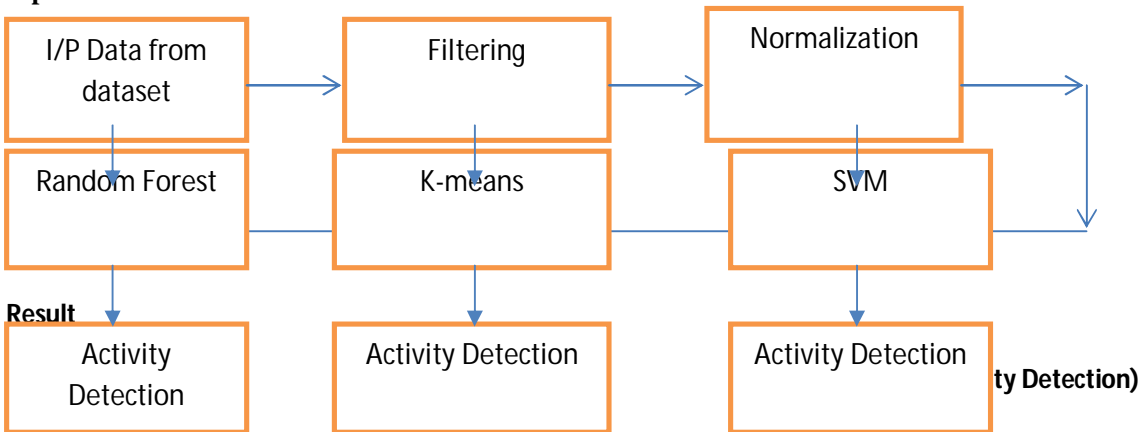 I/P Data from
dataset
Filtering
Normalization
Random Forest
K-means
SVM
Result
Activity
Detection
Activity Detection
Activity Detection
ty Detection)